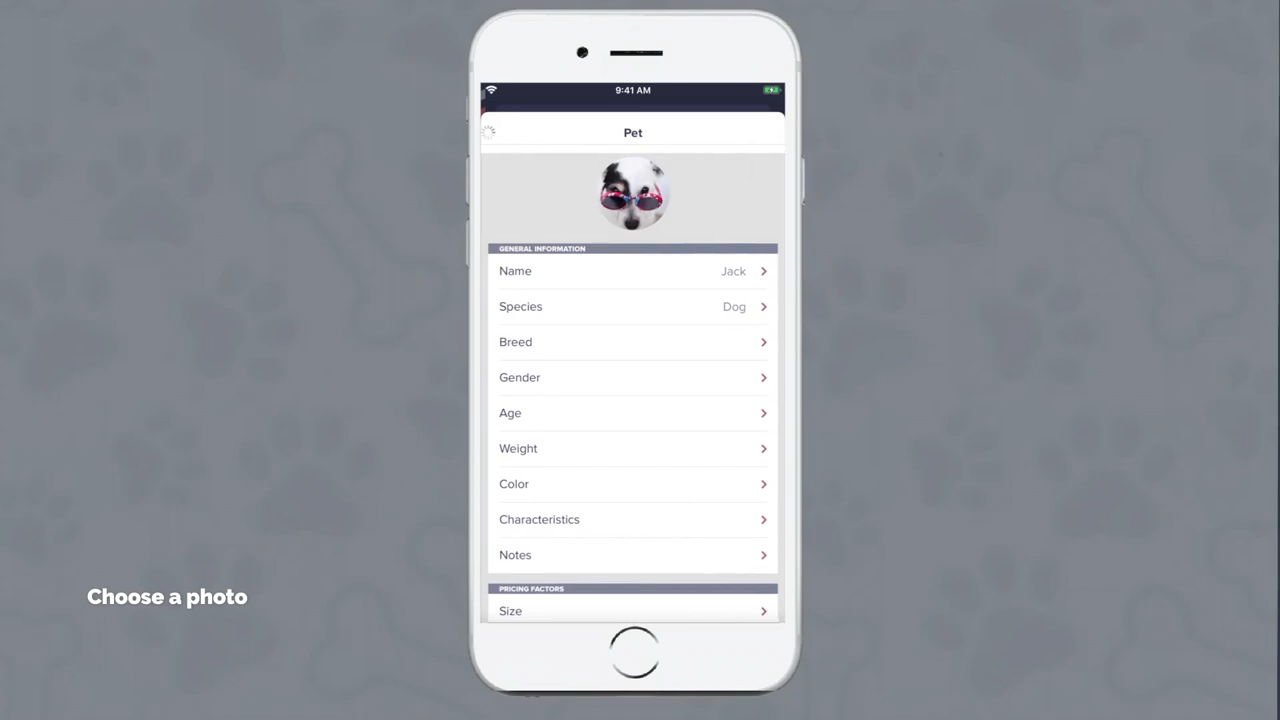 9:41 AM
Pet
GENERAL INFORMATION
Name Jack
Species Dog
Breed
Gender
Age
Weight
Color
Characteristics
Notes
PRICING FACTORS
Size
Choose a photo